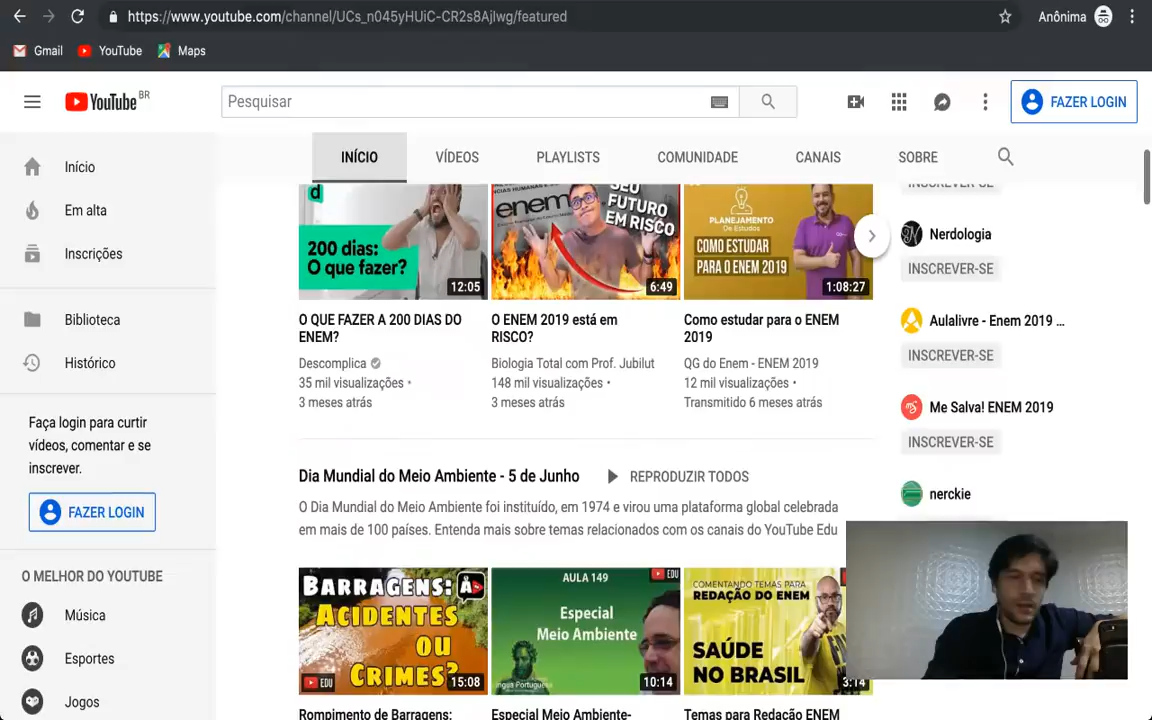 https://www.youtube.com/channel/UCs_n045yHUiC-CR2s8AjIwg/featured
Anônima
Gmail
YouTube
Maps
YouTube BR
Pesquisar
FAZER LOGIN
INÍCIO
VÍDEOS
PLAYLISTS
COMUNIDADE
CANAIS
SOBRE
Início
Em alta
Inscrições
Biblioteca
Histórico
Faça login para curtir
vídeos, comentar e se
inscrever.
FAZER LOGIN
O MELHOR DO YOUTUBE
Música
Esportes
Jogos
d
200 dias:
O que fazer?
12:05
O QUE FAZER A 200 DIAS DO
ENEM?
Descomplica
35 mil visualizações •
3 meses atrás
enem
SEU
FUTURO
EM RISCO
6:49
O ENEM 2019 está em
RISCO?
Biologia Total com Prof. Jubilut
148 mil visualizações •
3 meses atrás
PLANEJAMENTO
De Estudos
COMO ESTUDAR
PARA O ENEM 2019
1:08:27
Como estudar para o ENEM
2019
QG do Enem - ENEM 2019
12 mil visualizações •
Transmitido 6 meses atrás
Dia Mundial do Meio Ambiente - 5 de Junho
REPRODUZIR TODOS
O Dia Mundial do Meio Ambiente foi instituído, em 1974 e virou uma plataforma global celebrada
em mais de 100 países. Entenda mais sobre temas relacionados com os canais do YouTube Edu
BARRAGENS:
ACIDENTES
OU
CRIMES?
EDU
15:08
Rompimento de Barragens:
AULA 149
EDU
Especial
Meio Ambiente
Língua Portuguesa
10:14
Especial Meio Ambiente-
COMENTANDO TEMAS PARA
REDAÇÃO DO ENEM
SAÚDE
NO BRASIL
3:14
Temas para Redação ENEM
INSCREVER-SE
Nerdologia
INSCREVER-SE
Aulalivre - Enem 2019 ...
INSCREVER-SE
Me Salva! ENEM 2019
INSCREVER-SE
nerckie